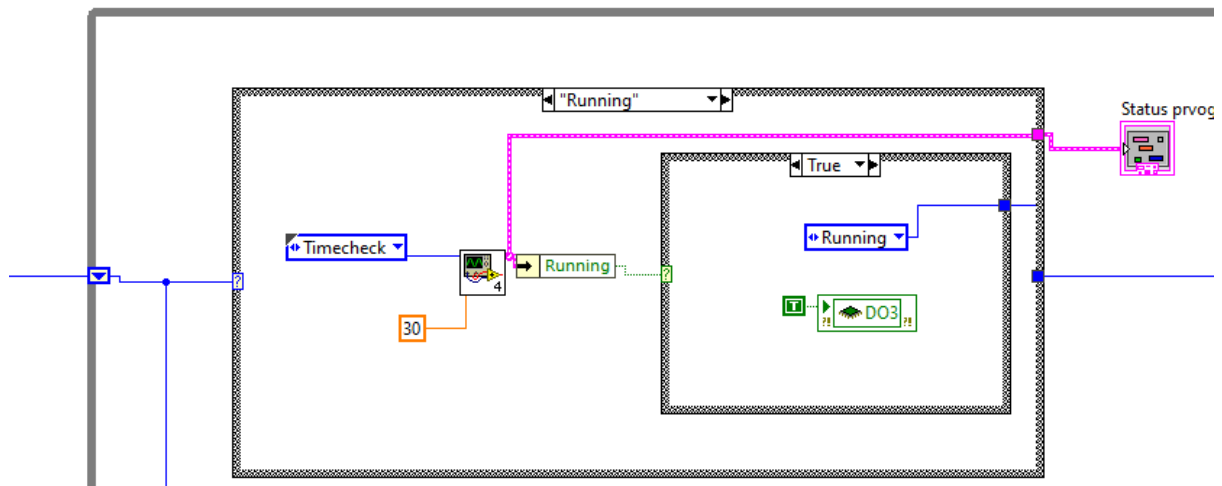 "Running"
Status prvog
True
Timecheck
Running
Running
4
30
T
DO3
?!
?!
?
?